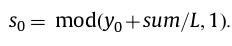 s₀ = mod(y₀+sum/L, 1).